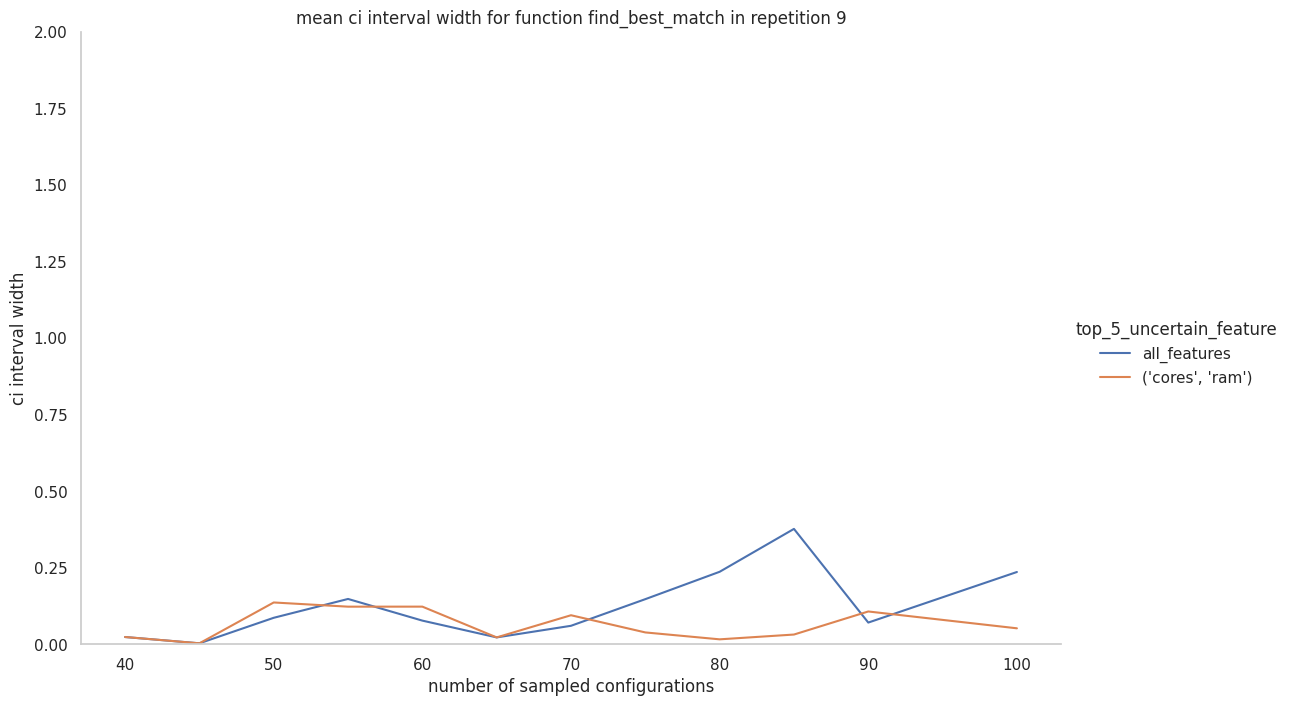 mean ci interval width for function find_best_match in repetition 9
2.00
1.75
1.50
1.25
1.00
0.75
0.50
0.25
0.00
ci interval width
40 50 60 70 80 90 100
number of sampled configurations
top_5_uncertain_feature
all_features
('cores', 'ram')